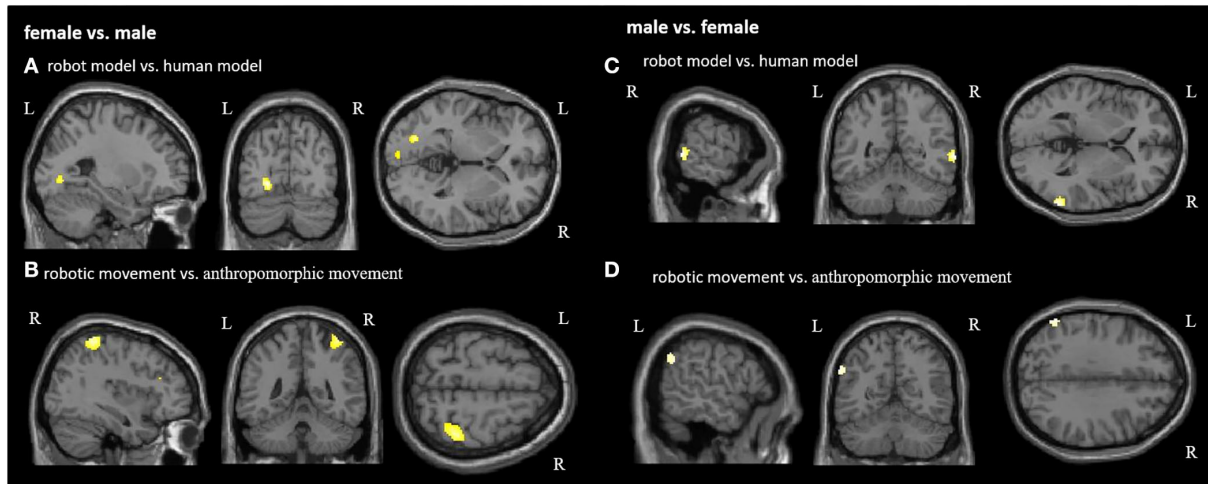 female vs. male
A robot model vs. human model
L
L
R
L
R
B robotic movement vs. anthropomorphic movement
R
L
R
L
R
male vs. female
C robot model vs. human model
R
L
R
L
R
D robotic movement vs. anthropomorphic movement
L
L
R
L
R